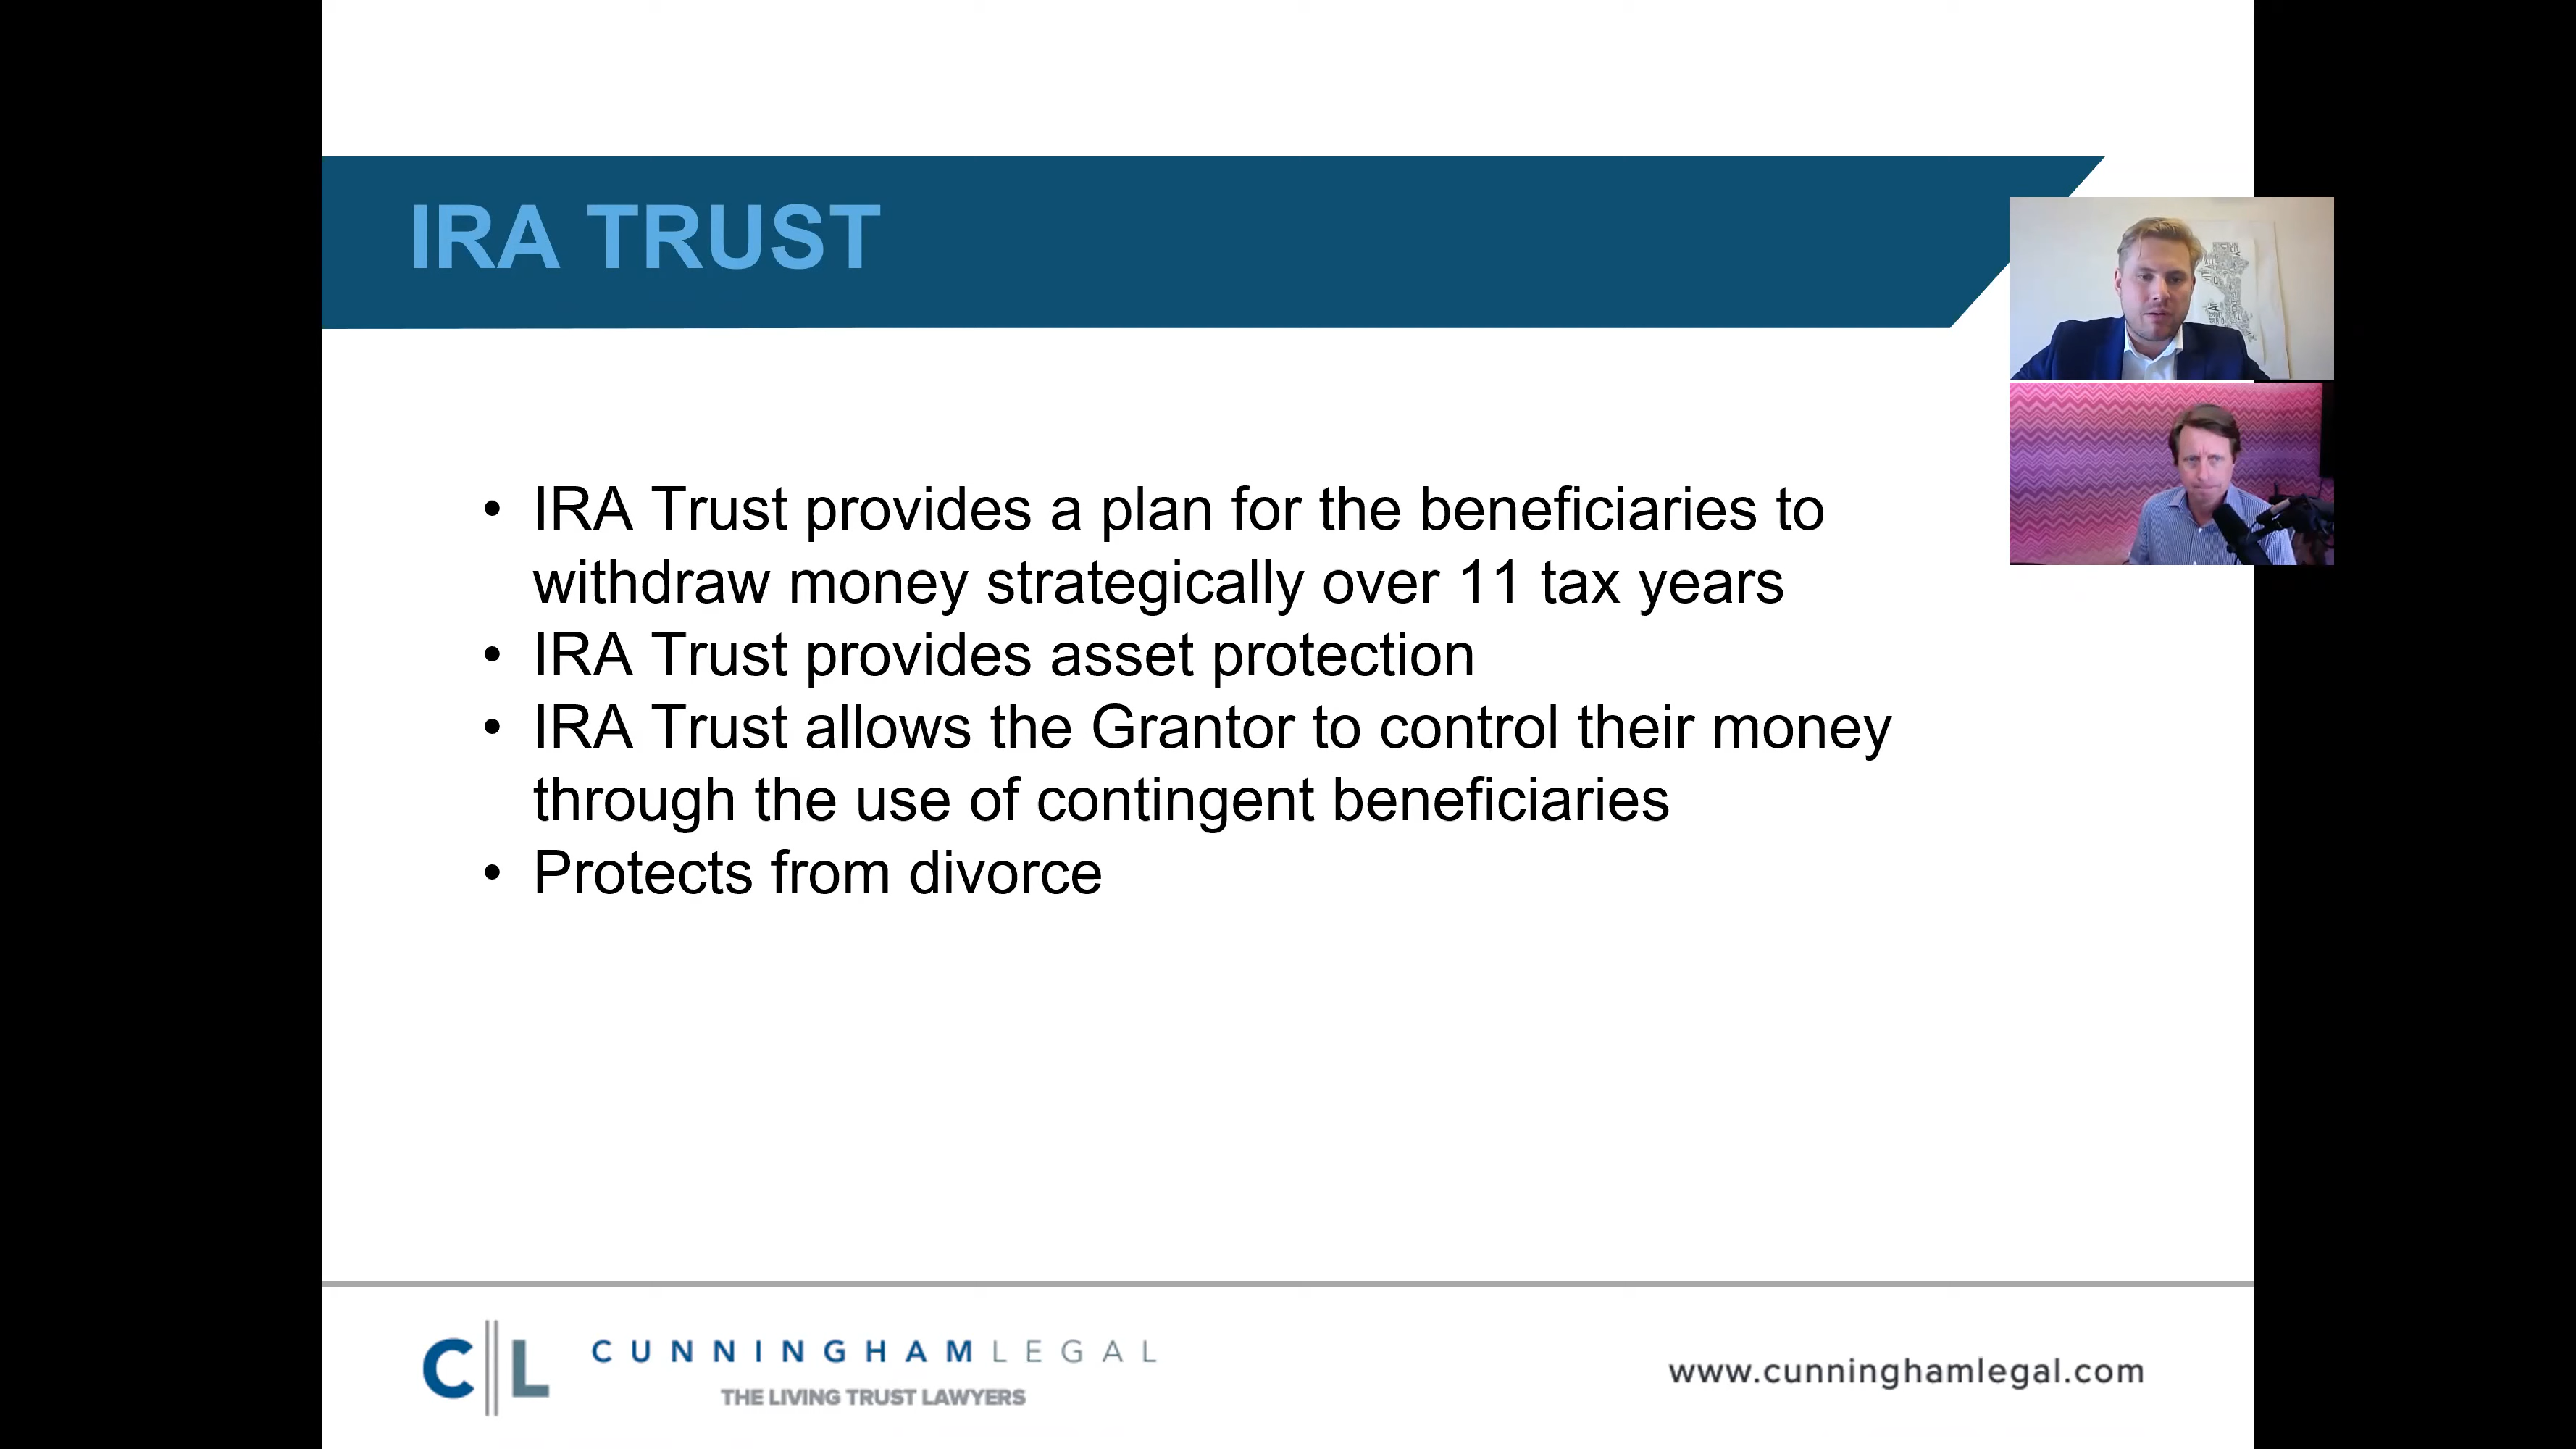 IRA TRUST
• IRA Trust provides a plan for the beneficiaries to
withdraw money strategically over 11 tax years
• IRA Trust provides asset protection
• IRA Trust allows the Grantor to control their money
through the use of contingent beneficiaries
• Protects from divorce
CL CUNNINGHAMLEGAL
THE LIVING TRUST LAWYERS
www.cunninghamlegal.com